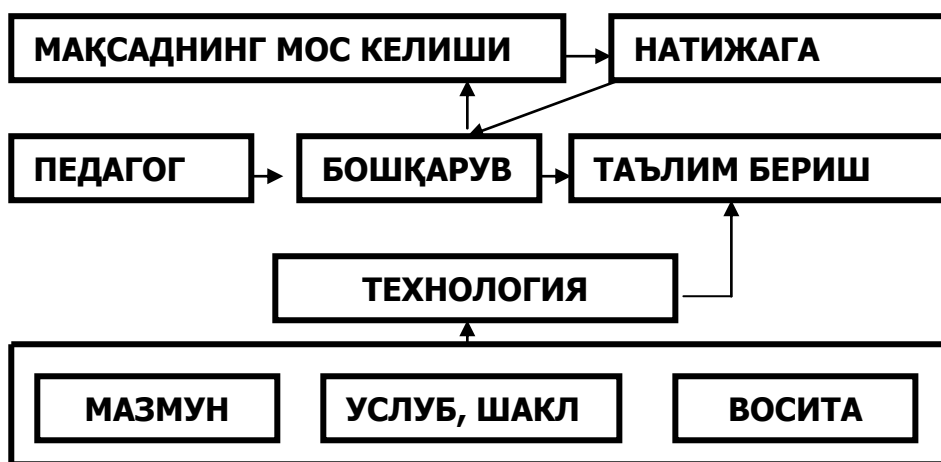 МАҚСАДНИНГ МОС КЕЛИШИ
НАТИЖАГА
ПЕДАГОГ
БОШҚАРУВ
ТАЪЛИМ БЕРИШ
ТЕХНОЛОГИЯ
МАЗМУН
УСЛУБ, ШАКЛ
ВОСИТА